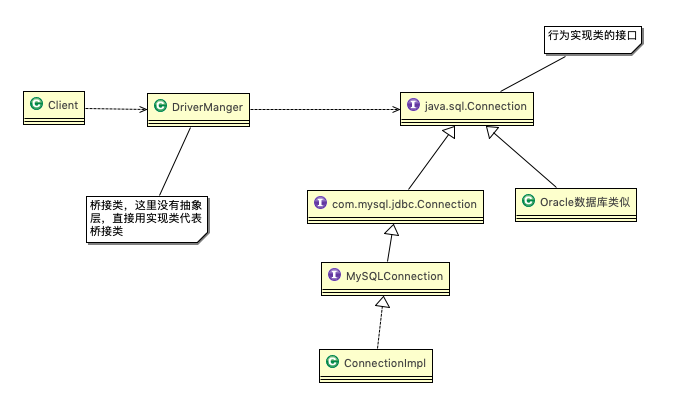 行为实现类的接口
C Client
C DriverManger
I java.sql.Connection
桥接类，这里没有抽象
层，直接用实现类代表
桥接类
I com.mysql.jdbc.Connection
C Oracle数据库类似
I MySQLConnection
C ConnectionImpl